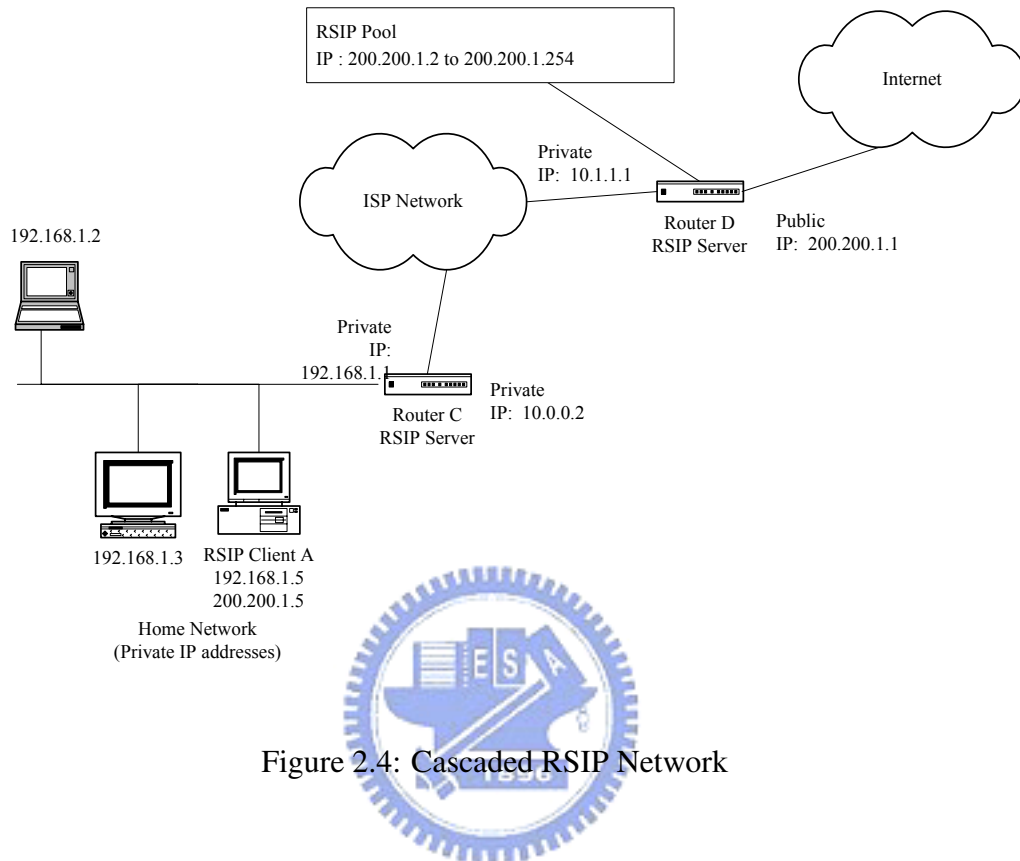 RSIP Pool
IP : 200.200.1.2 to 200.200.1.254
Internet
Private
IP: 10.1.1.1
ISP Network
Router D
RSIP Server
Public
IP: 200.200.1.1
192.168.1.2
Private
IP:
192.168.1.1
Private
IP: 10.0.0.2
Router C
RSIP Server
192.168.1.3
RSIP Client A
192.168.1.5
200.200.1.5
Home Network
(Private IP addresses)
E S A
Figure 2.4: Cascaded RSIP Network
1896